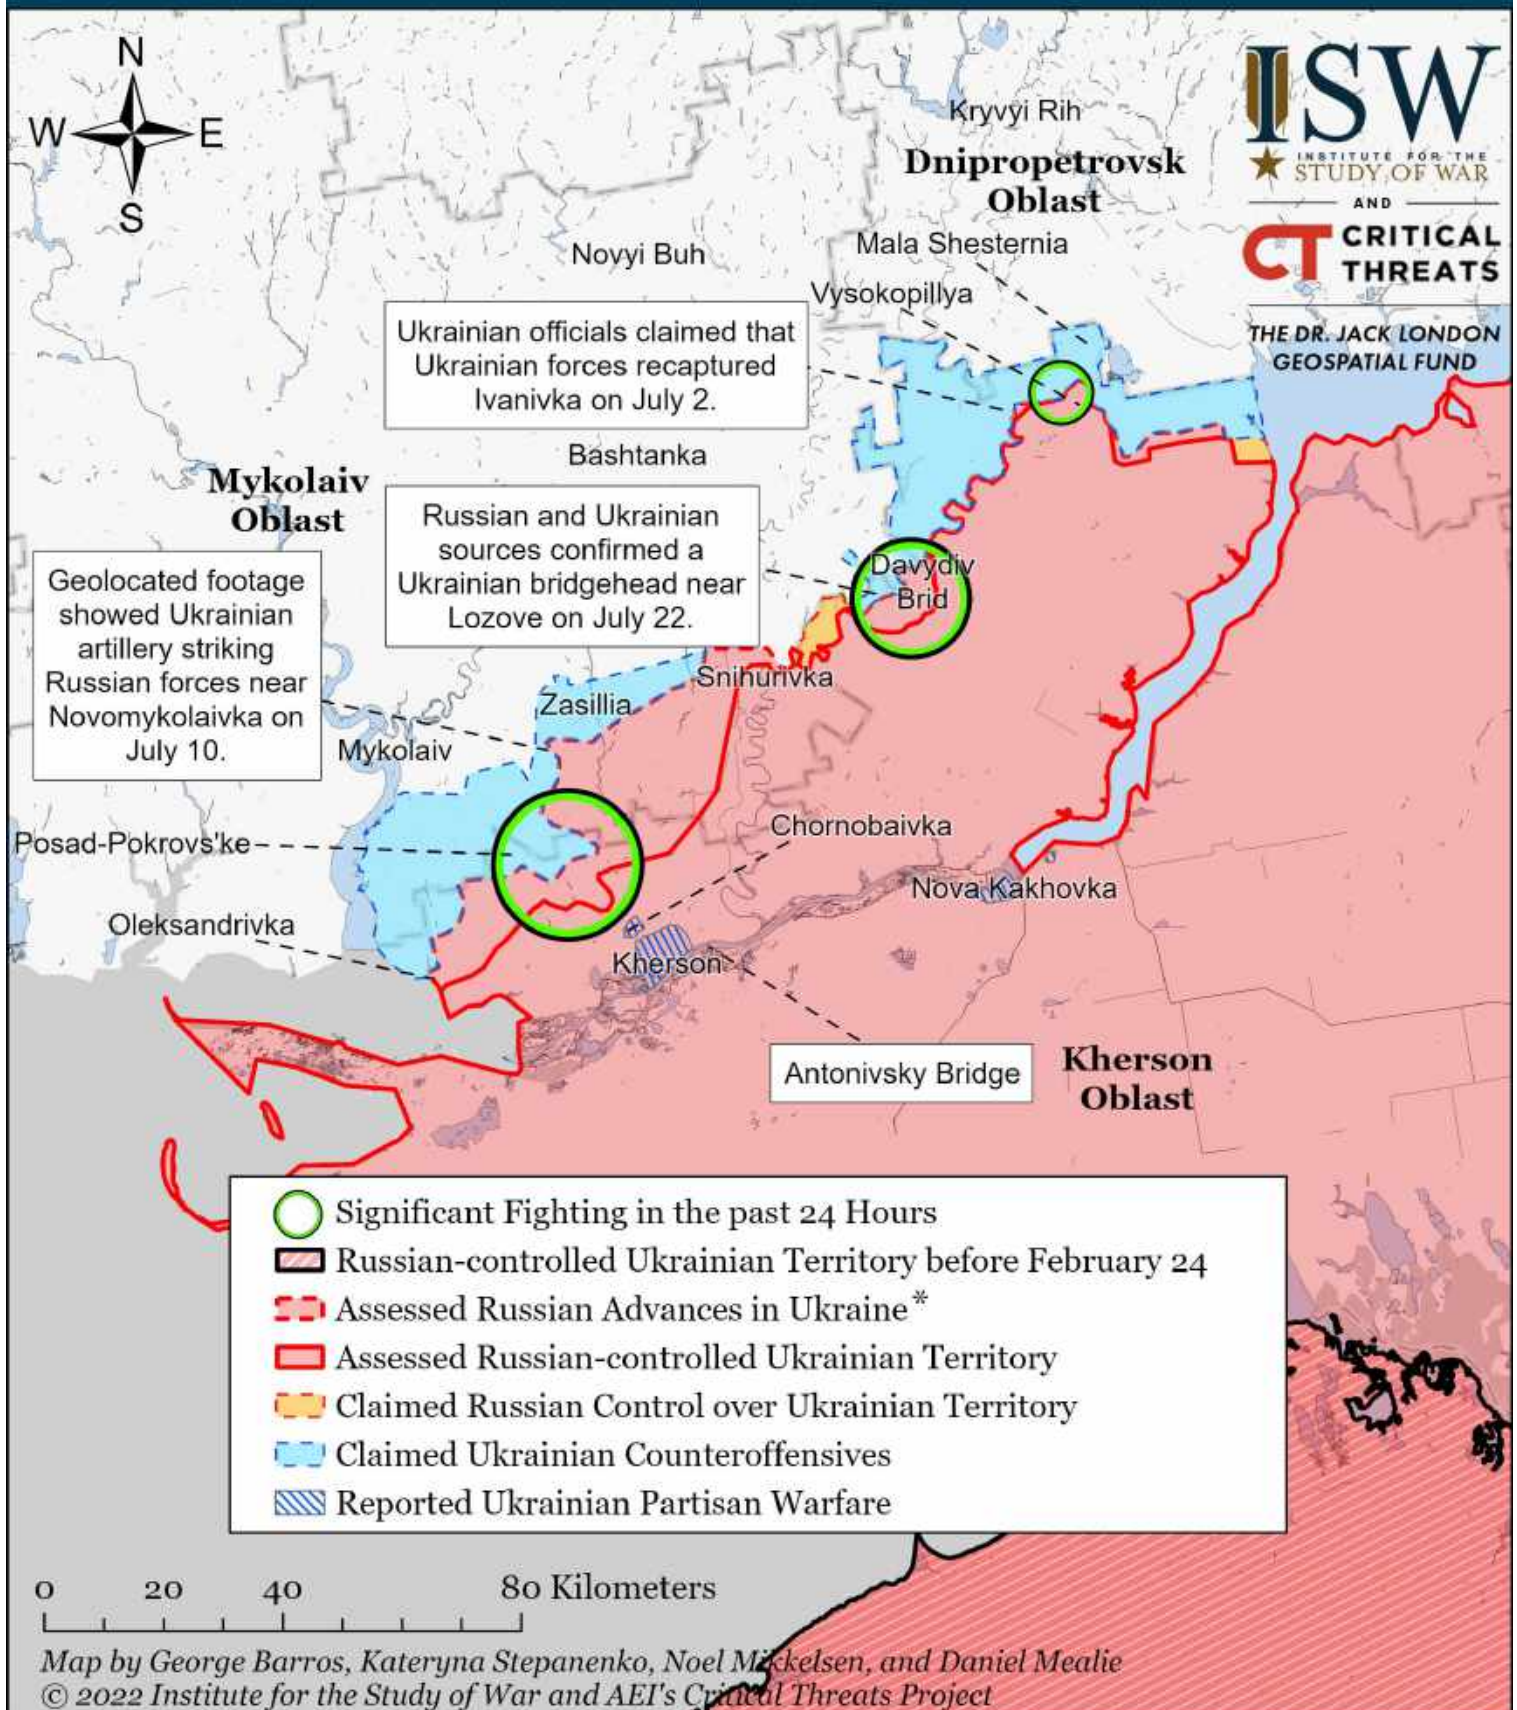 N
W
E
S
ISW
INSTITUTE FOR THE
STUDY OF WAR
AND
CT CRITICAL
THREATS
THE DR. JACK LONDON
GEOSPATIAL FUND
Kryvyi Rih
Dnipropetrovsk
Oblast
Mala Shesternia
Novyi Buh
Vysokopillya
Ukrainian officials claimed that
Ukrainian forces recaptured
Ivanivka on July 2.
Bashtanka
Mykolaiv
Oblast
Russian and Ukrainian
sources confirmed a
Ukrainian bridgehead near
Lozove on July 22.
Davydiv
Brid
Geolocated footage
showed Ukrainian
artillery striking
Russian forces near
Novomykolaivka on
July 10.
Snihurivka
Zasillia
Mykolaiv
Chornobaivka
Posad-Pokrovs'ke
Nova Kakhovka
Oleksandrivka
Kherson
Antonivsky Bridge
Kherson
Oblast
Significant Fighting in the past 24 Hours
Russian-controlled Ukrainian Territory before February 24
Assessed Russian Advances in Ukraine*
Assessed Russian-controlled Ukrainian Territory
Claimed Russian Control over Ukrainian Territory
Claimed Ukrainian Counteroffensives
Reported Ukrainian Partisan Warfare
0 20 40 80 Kilometers
Map by George Barros, Kateryna Stepanenko, Noel Mikkelsen, and Daniel Mealie
© 2022 Institute for the Study of War and AEI's Critical Threats Project